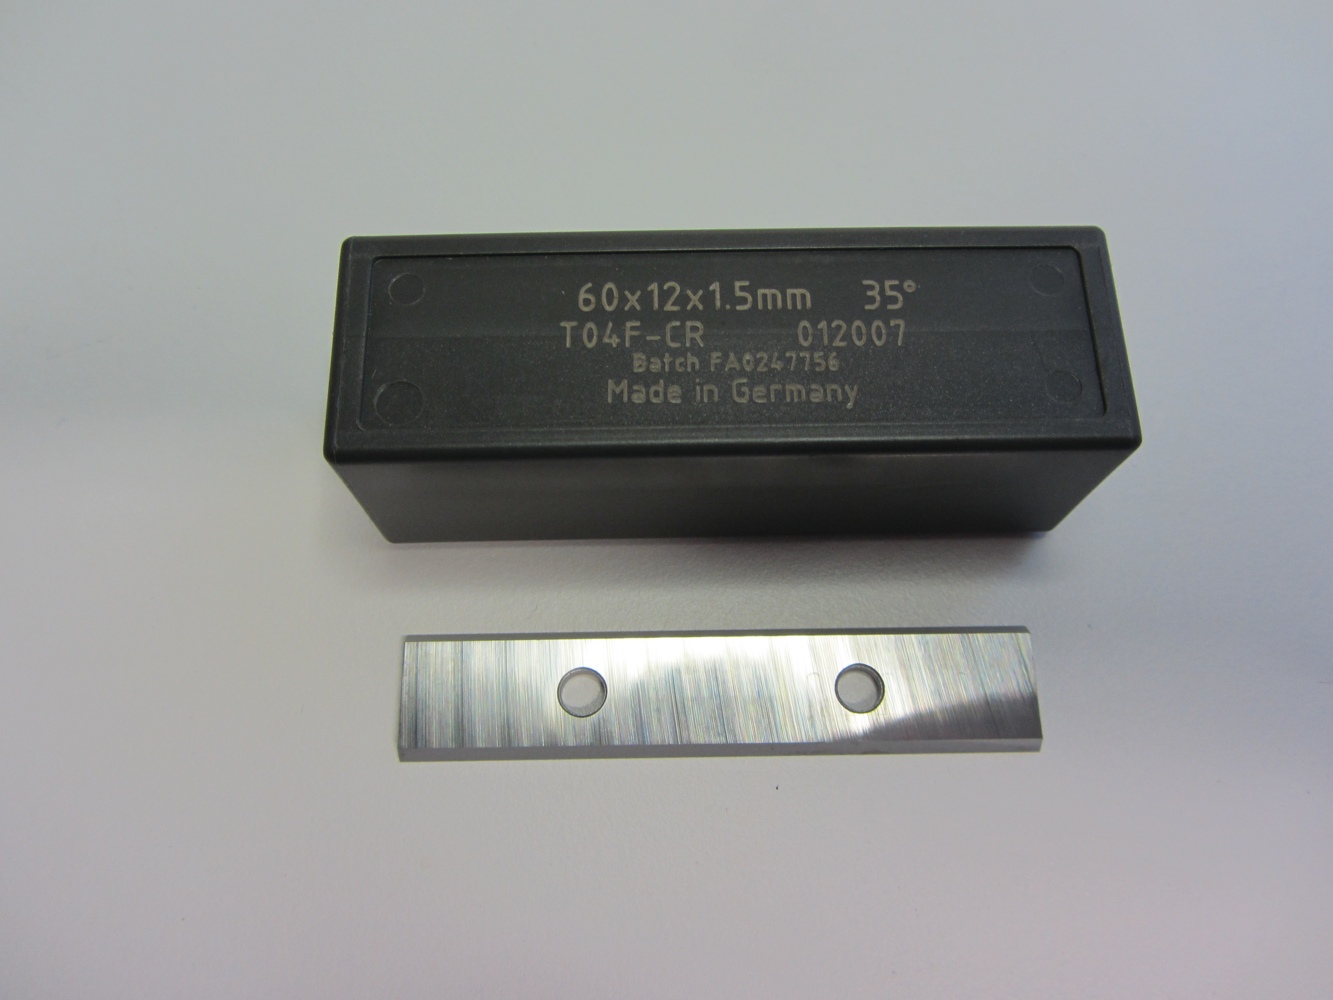 60x12x1.5mm 35°
T04F-CR 012007
Batch FA0247756
Made in Germany